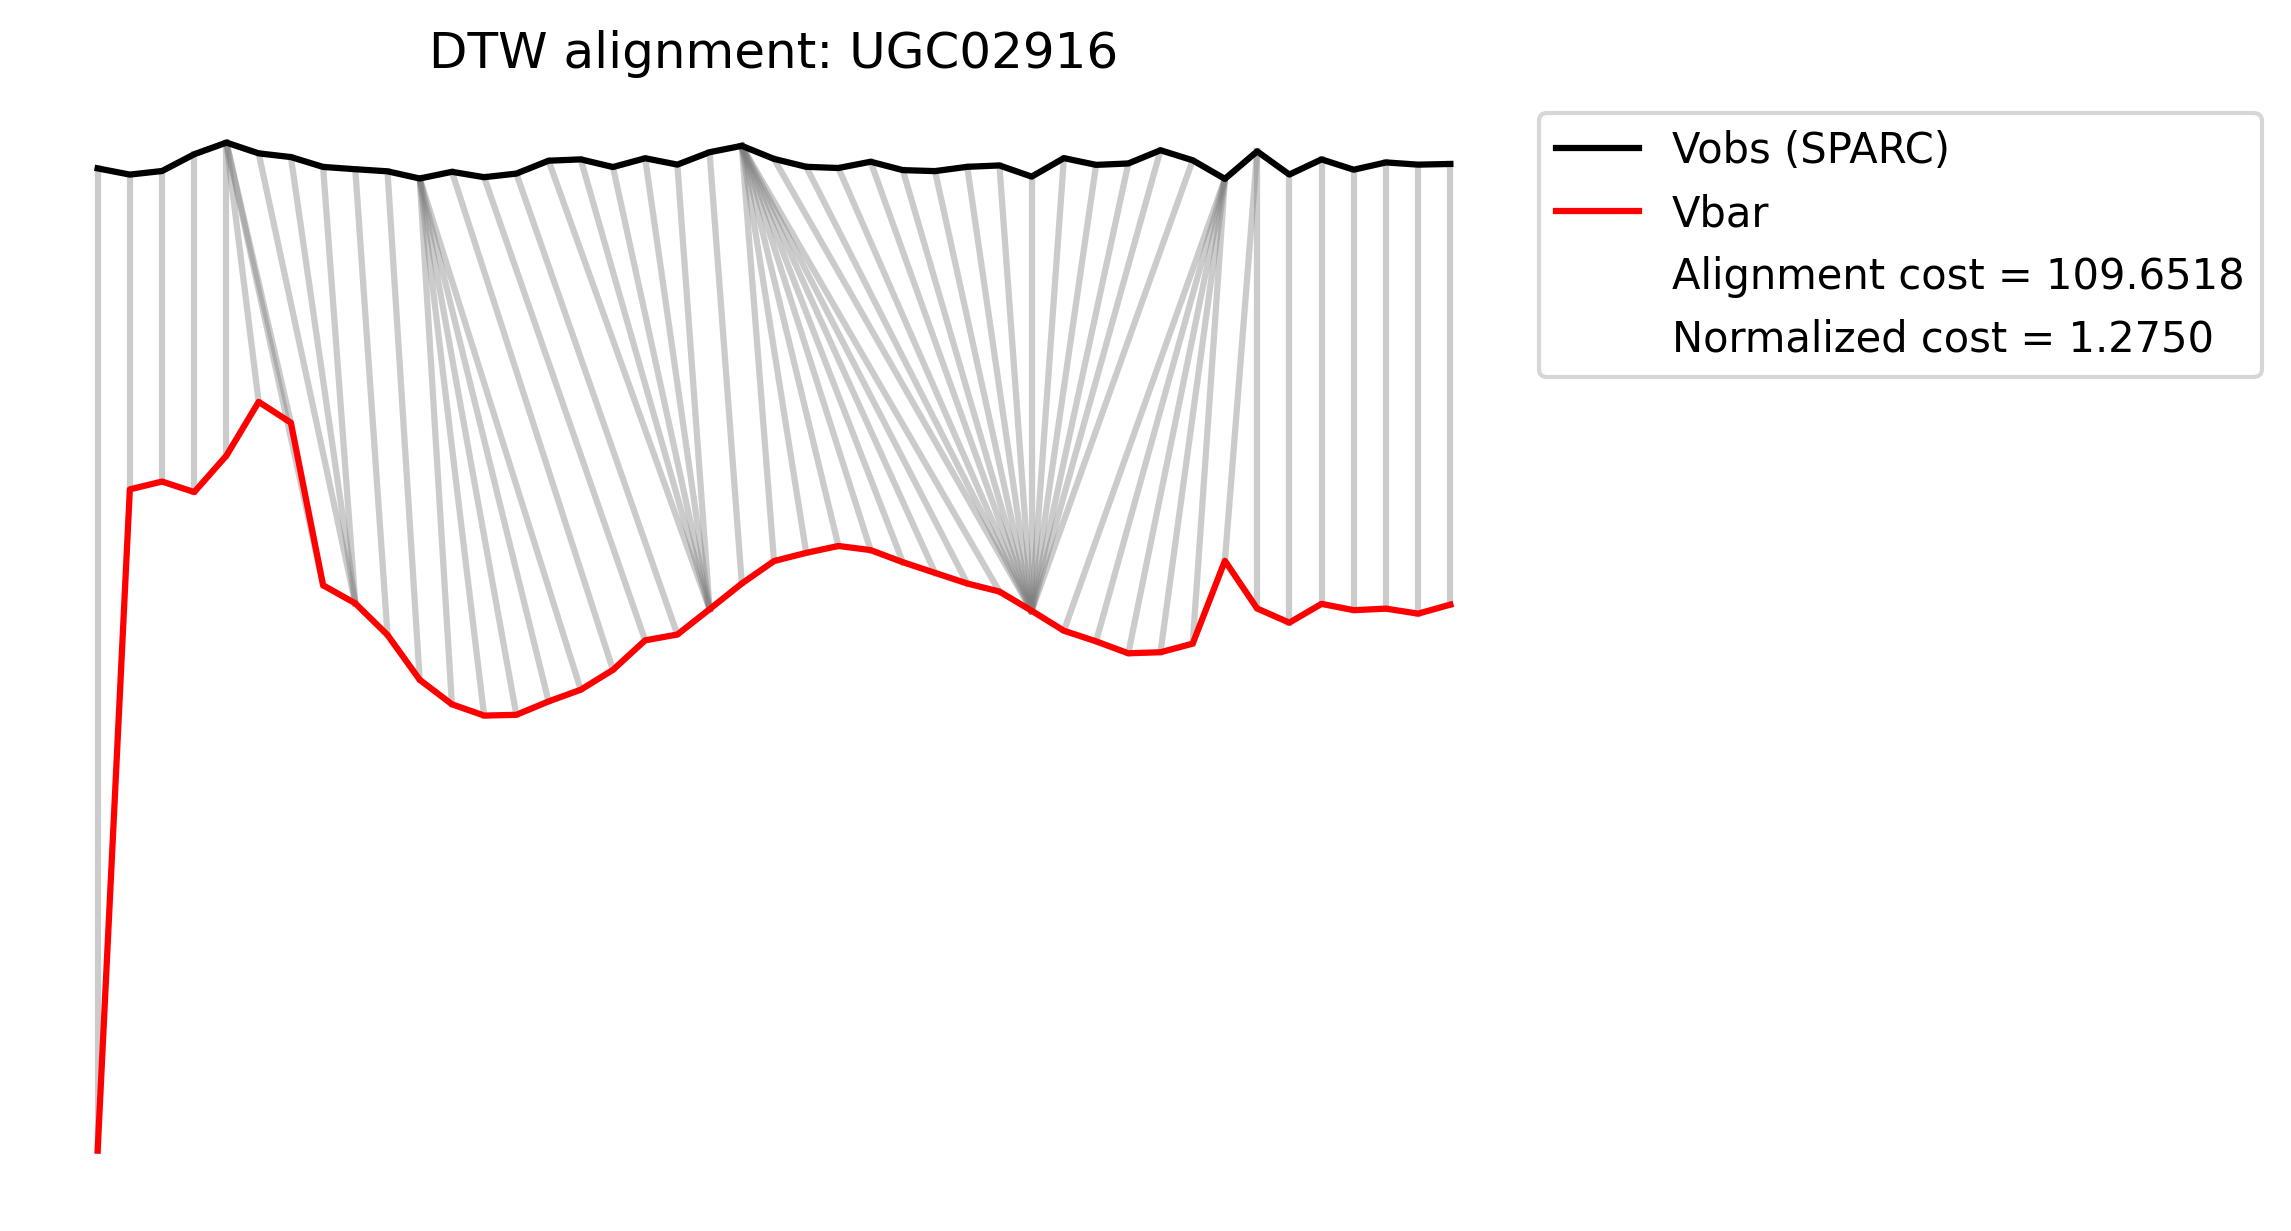 DTW alignment: UGC02916
Vobs (SPARC)
Vbar
Alignment cost = 109.6518
Normalized cost = 1.2750